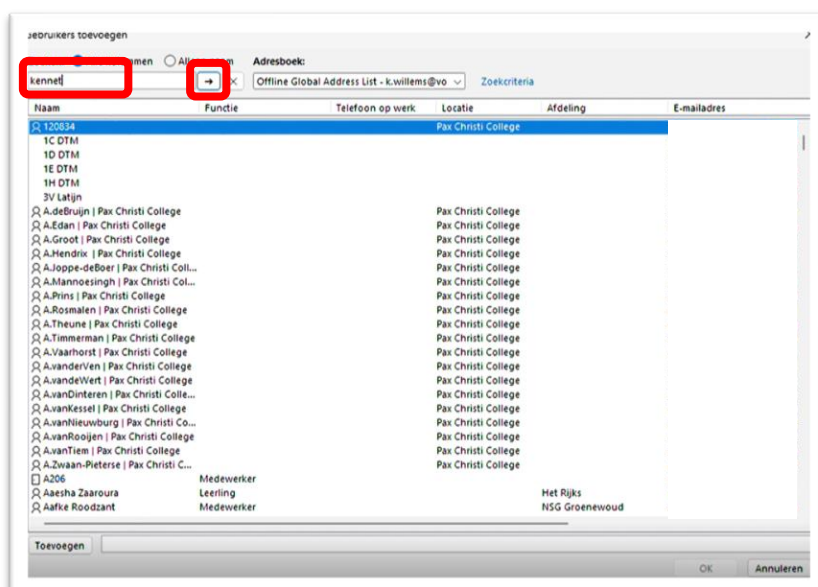 Gebruikers toevoegen
Adresboek:
kennet
Offline Global Address List - k.willems@vo
Zoekcriteria
Naam Functie Telefoon op werk Locatie Afdeling E-mailadres
120834 Pax Christi College
1C DTM
1D DTM
1E DTM
1H DTM
3V Latijn
A.deBruijn | Pax Christi College Pax Christi College
A.Edan | Pax Christi College Pax Christi College
A.Groot | Pax Christi College Pax Christi College
A.Hendrix | Pax Christi College Pax Christi College
A.Joppe-deBoer | Pax Christi Coll... Pax Christi College
A.Mannoesingh | Pax Christi Col... Pax Christi College
A.Prins | Pax Christi College Pax Christi College
A.Rosmalen | Pax Christi College Pax Christi College
A.Theune | Pax Christi College Pax Christi College
A.Timmerman | Pax Christi College Pax Christi College
A.Vaarhorst | Pax Christi College Pax Christi College
A.vanderVen | Pax Christi College Pax Christi College
A.vandeWert | Pax Christi College Pax Christi College
A.vanDinteren | Pax Christi Colle... Pax Christi College
A.vanKessel | Pax Christi College Pax Christi College
A.vanNieuwburg | Pax Christi Co... Pax Christi College
A.vanRooijen | Pax Christi College Pax Christi College
A.vanTiem | Pax Christi College Pax Christi College
A.Zwaan-Pieterse | Pax Christi C... Pax Christi College
A206 Medewerker
Aaesha Zaaroura Leerling Het Rijks
Aafke Roodzant Medewerker NSG Groenewoud
Toevoegen
OK Annuleren